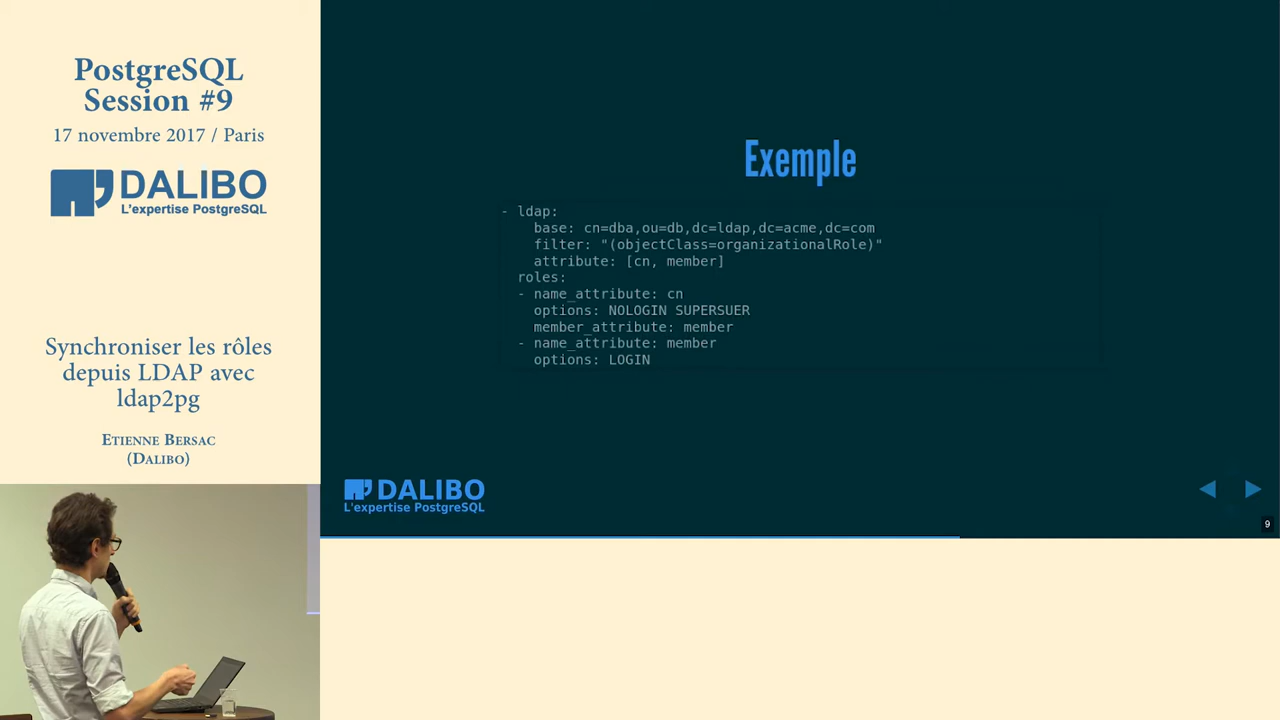 PostgreSQL
Session #9
17 novembre 2017 / Paris
DALIBO
L'expertise PostgreSQL
Synchroniser les rôles
depuis LDAP avec
ldap2pg
Etienne Bersac
(Dalibo)
Exemple
- ldap:
    base: cn=dba,ou=db,dc=ldap,dc=acme,dc=com
    filter: "(objectClass=organizationalRole)"
    attribute: [cn, member]
  roles:
  - name_attribute: cn
    options: NOLOGIN SUPERSUER
    member_attribute: member
  - name_attribute: member
    options: LOGIN
DALIBO
L'expertise PostgreSQL
9